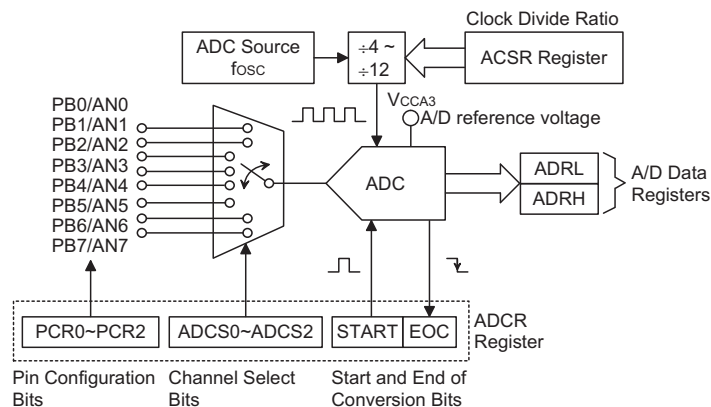 Clock Divide Ratio
ADC Source
fOSC
÷4 ~
÷12
ACSR Register
VCCA3
A/D reference voltage
PB0/AN0
PB1/AN1
PB2/AN2
PB3/AN3
PB4/AN4
PB5/AN5
PB6/AN6
PB7/AN7
ADC
ADRL
ADRH
A/D Data
Registers
PCR0~PCR2
ADCS0~ADCS2
START
EOC
ADCR
Register
Pin Configuration
Bits
Channel Select
Bits
Start and End of
Conversion Bits